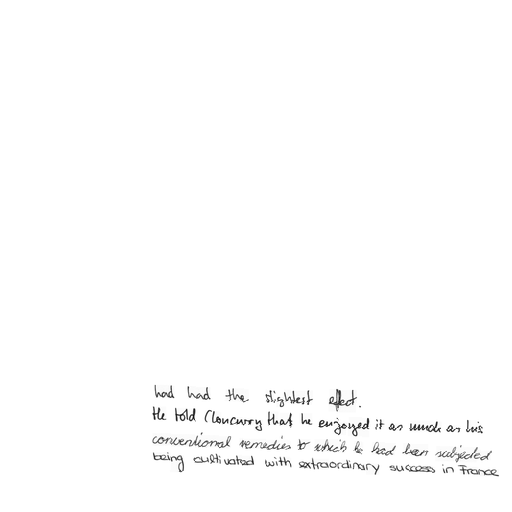 had had the slightest effect.
He told Cloncurry that he enjoyed it as much as his
conventional remedies to which he had been subjected
being cultivated with extraordinary success in France